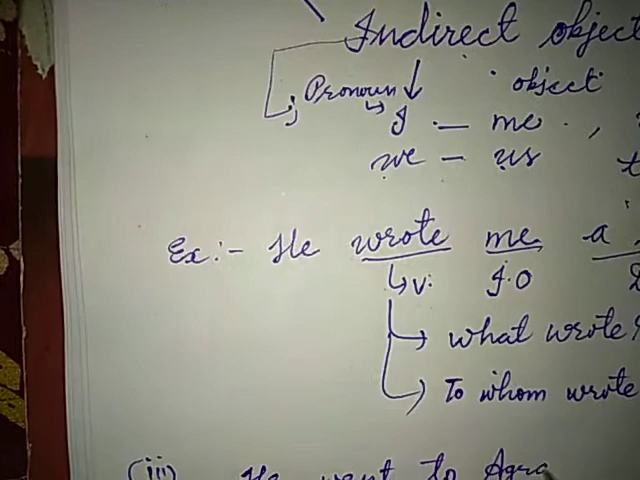 Indirect object
Pronoun ↓ object
I - me ,
we - us
Ex:- He wrote me a
↳ v. I.O
→ what wrote
→ To whom wrote
(iii) He went to Agra